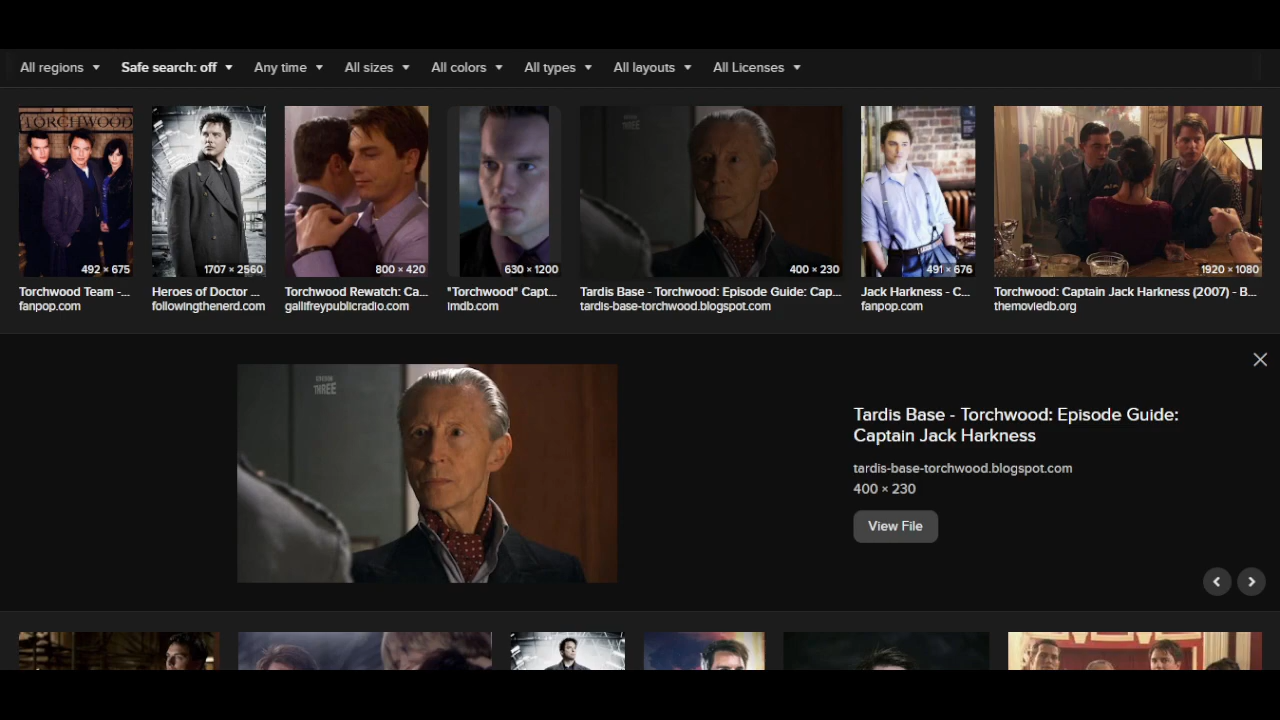 All regions
Safe search: off
Any time
All sizes
All colors
All types
All layouts
All Licenses
TORCHWOOD
492 × 675
1707 × 2560
800 × 420
630 × 1200
THREE
400 × 230
491 × 676
1920 × 1080
Torchwood Team -...
fanpop.com
Heroes of Doctor ...
followingthenerd.com
Torchwood Rewatch: Ca...
gallifreypublicradio.com
"Torchwood" Capt...
imdb.com
Tardis Base - Torchwood: Episode Guide: Cap...
tardis-base-torchwood.blogspot.com
Jack Harkness - C...
fanpop.com
Torchwood: Captain Jack Harkness (2007) - B...
themoviedb.org
THREE
Tardis Base - Torchwood: Episode Guide:
Captain Jack Harkness
tardis-base-torchwood.blogspot.com
400 × 230
View File